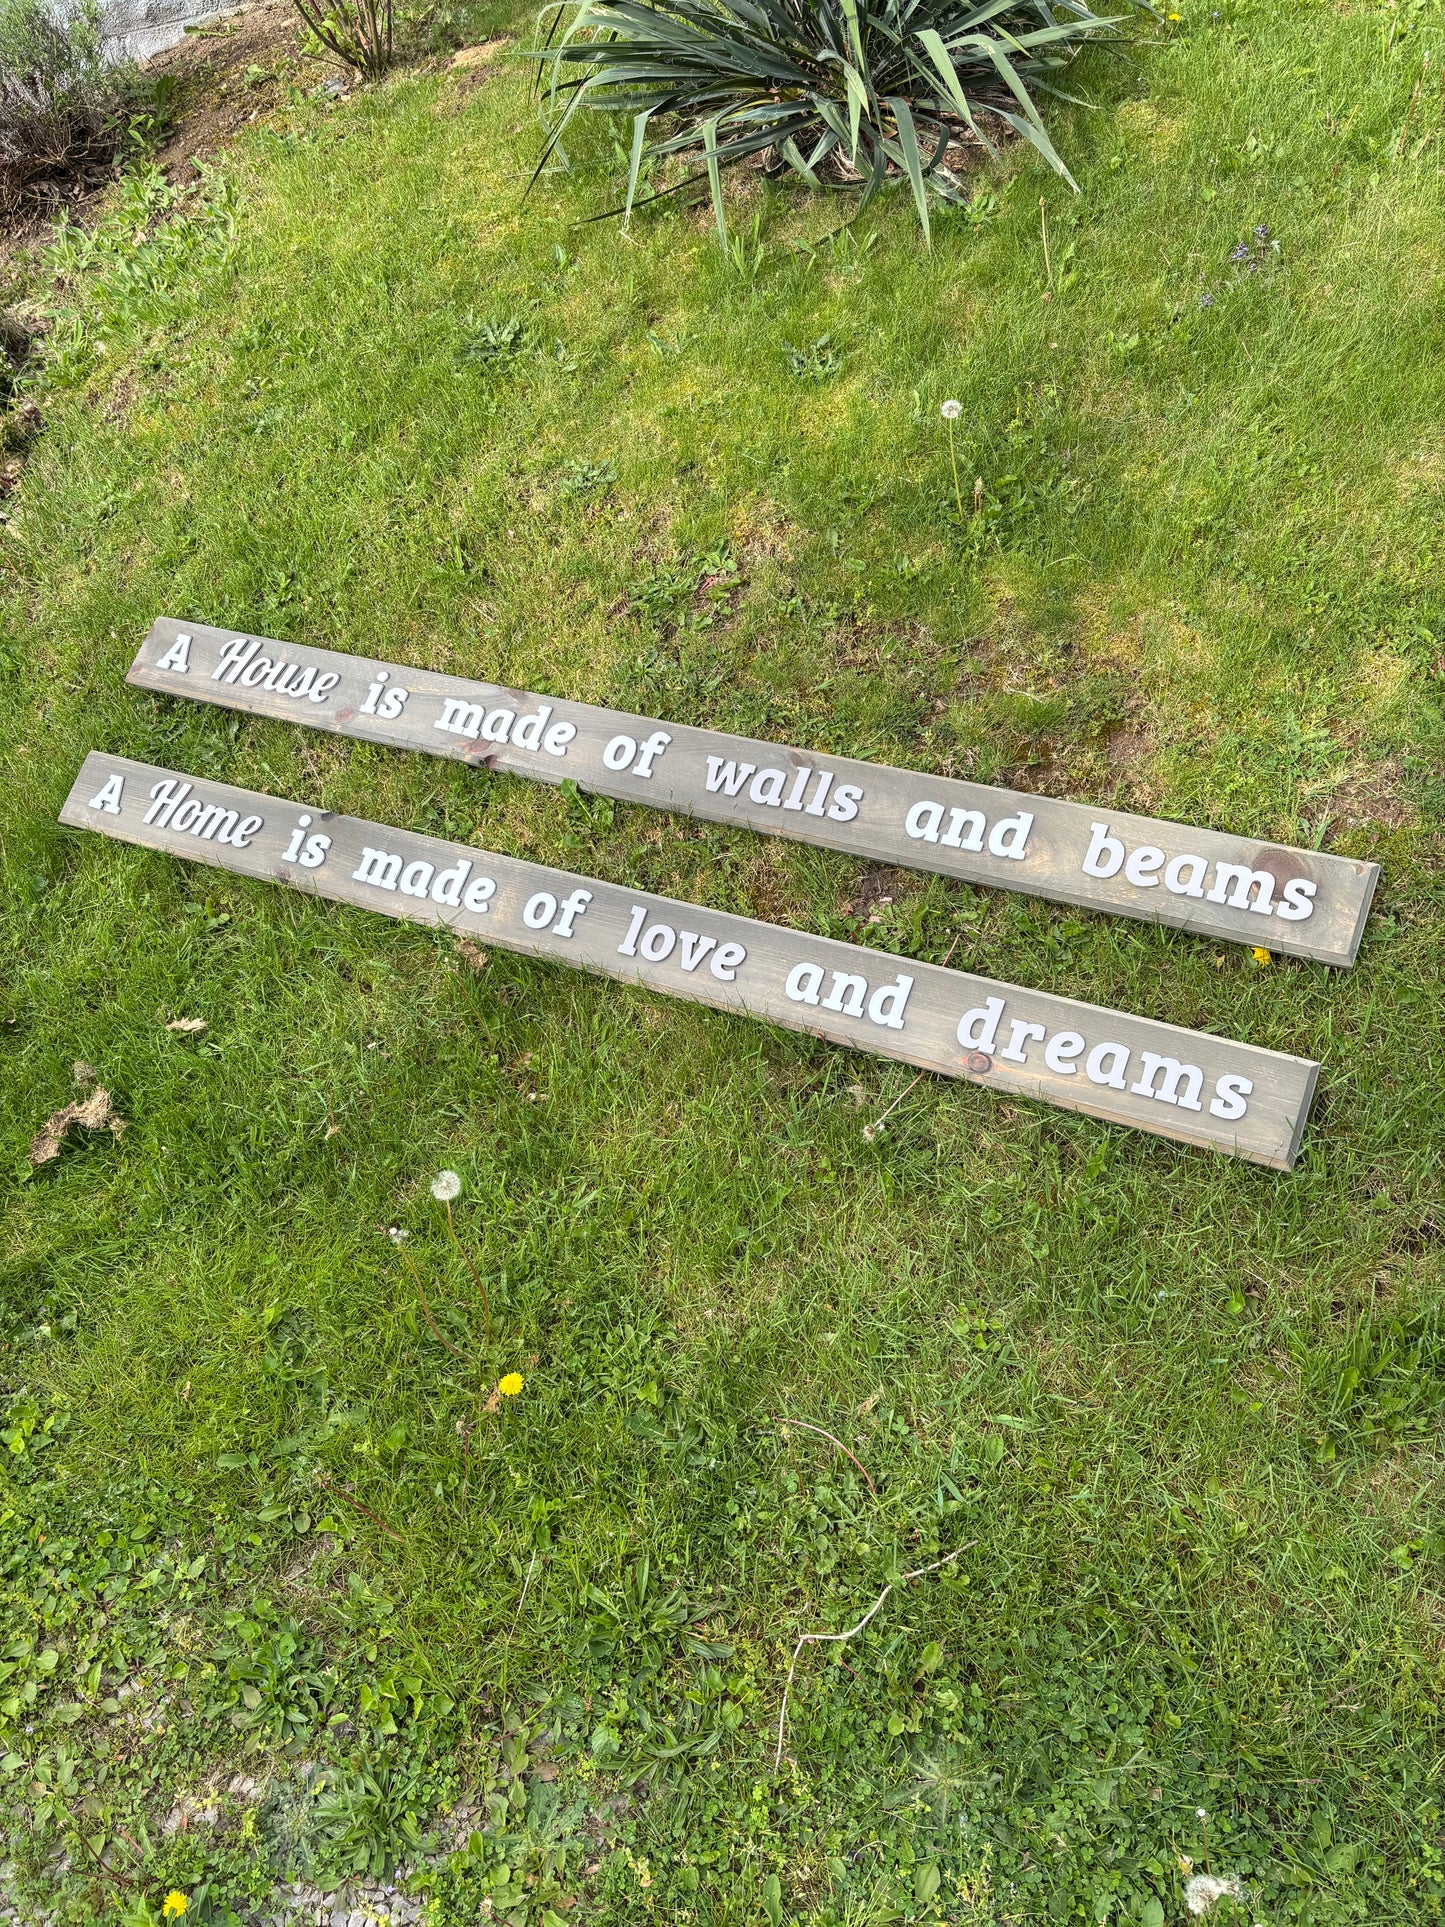 A House is made of walls and beams
A Home is made of love and dreams